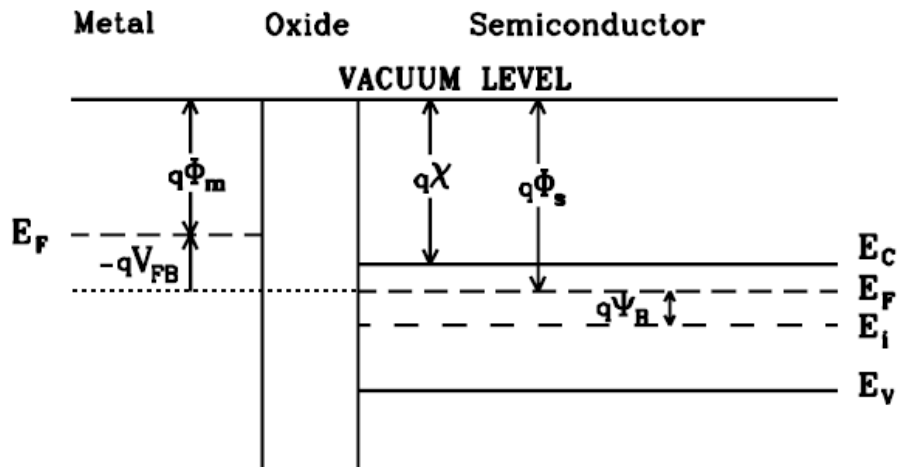 Metal Oxide Semiconductor
VACUUM LEVEL
qΦm
qχ
qΦs
EF
-qVFB
EC
EF
qΨB
Ei
EV